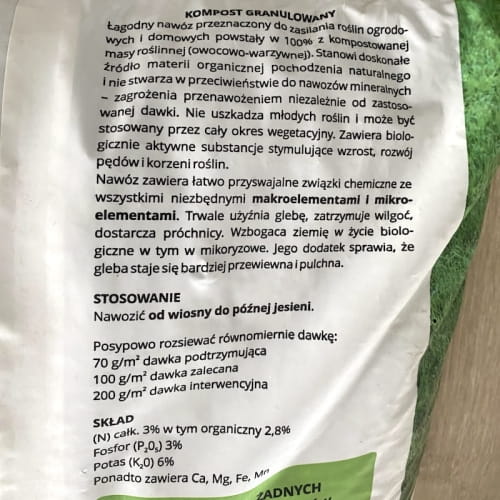 KOMPOST GRANULOWANY
Łagodny nawóz przeznaczony do zasilania roślin ogrodo-
wych i domowych powstały w 100% z kompostowanej
masy roślinnej (owocowo-warzywnej). Stanowi doskonałe
źródło materii organicznej pochodzenia naturalnego
i nie stwarza w przeciwieństwie do nawozów mineralnych
– zagrożenia przenawożeniem niezależnie od zastoso-
wanej dawki. Nie uszkadza młodych roślin i może być
stosowany przez cały okres wegetacyjny. Zawiera biolo-
gicznie aktywne substancje stymulujące wzrost, rozwój
pędów i korzeni roślin.
Nawóz zawiera łatwo przyswajalne związki chemiczne ze
wszystkimi niezbędnymi makroelementami i mikro-
elementami. Trwale użyźnia glebę, zatrzymuje wilgoć,
dostarcza próchnicy. Wzbogaca ziemię w życie biolo-
giczne w tym w mikoryzowe. Jego dodatek sprawia, że
gleba staje się bardziej przewiewna i pulchna.
STOSOWANIE
Nawozić od wiosny do późnej jesieni.
Posypowo rozsiewać równomiernie dawkę:
70 g/m² dawka podtrzymująca
100 g/m² dawka zalecana
200 g/m² dawka interwencyjna
SKŁAD
(N) całk. 3% w tym organiczny 2,8%
Fosfor (P₂0₅) 3%
Potas (K₂0) 6%
Ponadto zawiera Ca, Mg, Fe, Mn
ŻADNYCH